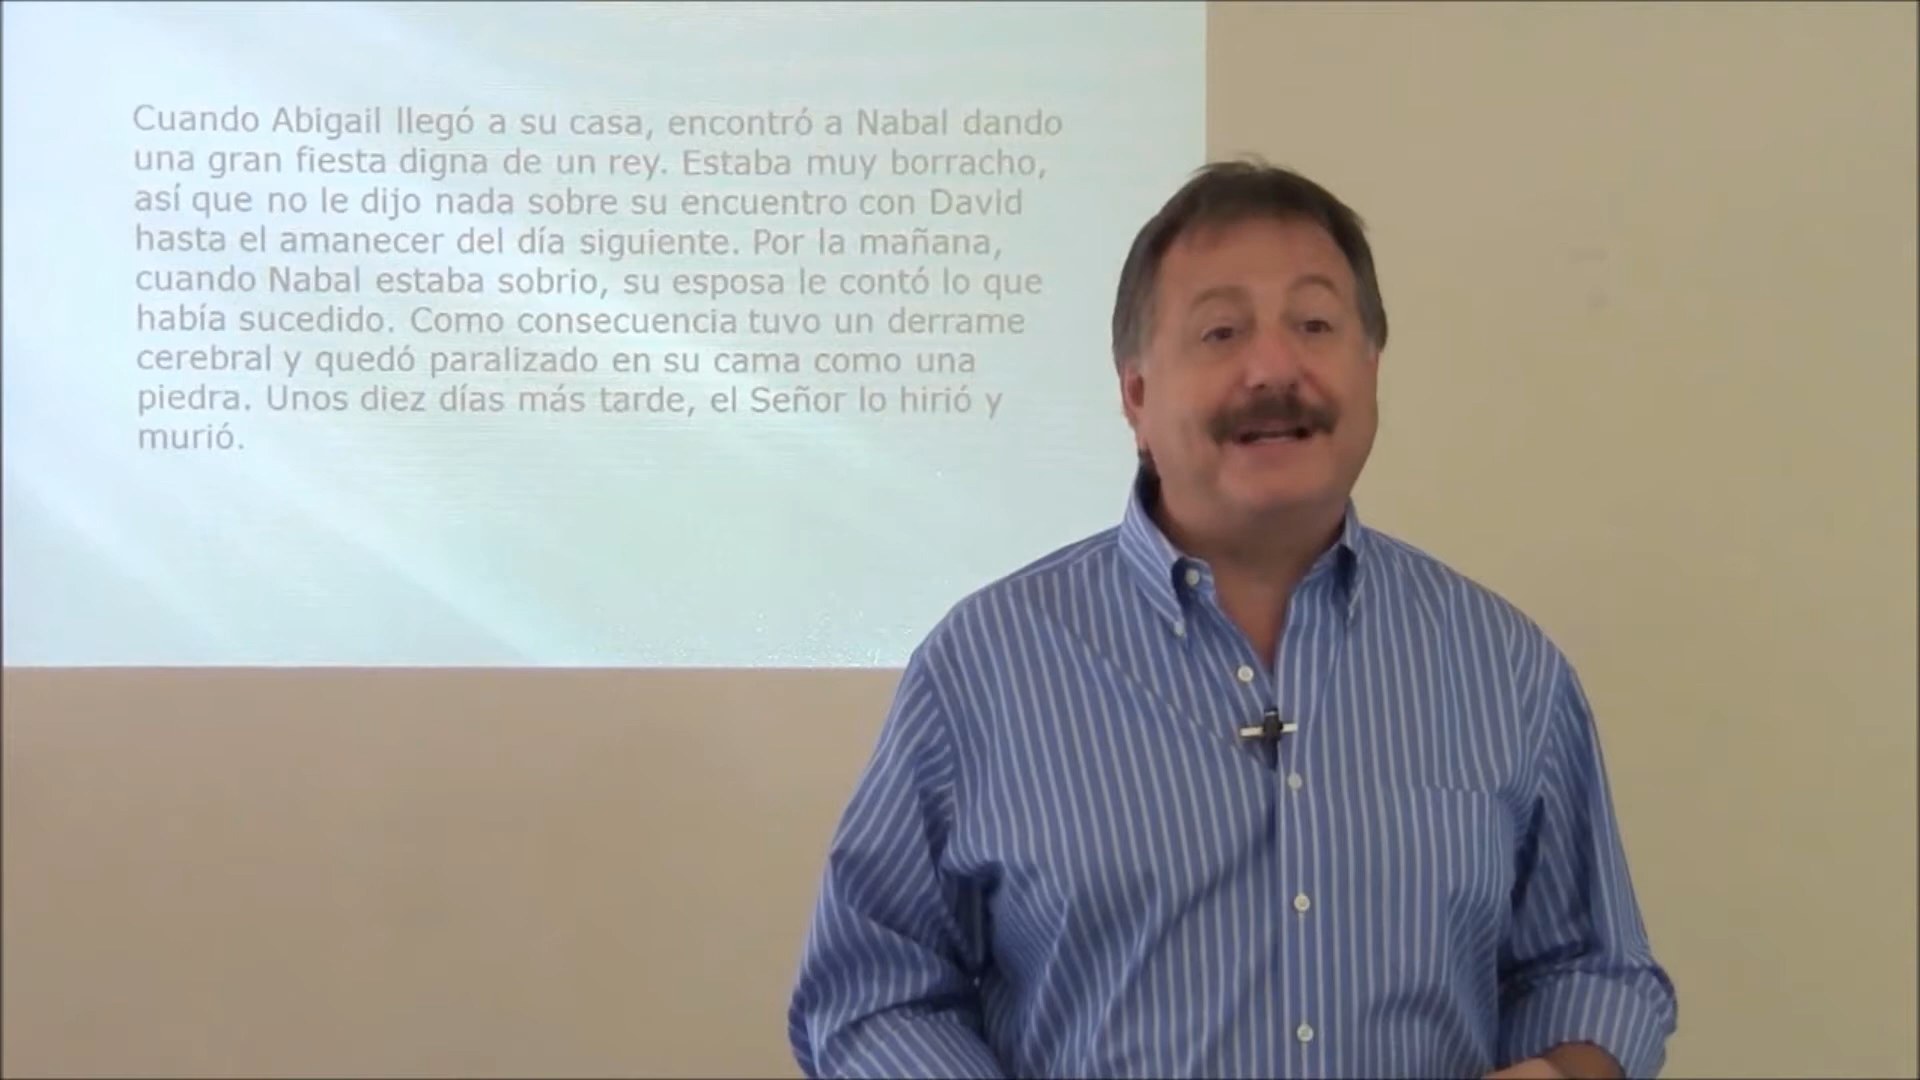 Cuando Abigail llegó a su casa, encontró a Nabal dando
una gran fiesta digna de un rey. Estaba muy borracho,
así que no le dijo nada sobre su encuentro con David
hasta el amanecer del día siguiente. Por la mañana,
cuando Nabal estaba sobrio, su esposa le contó lo que
había sucedido. Como consecuencia tuvo un derrame
cerebral y quedó paralizado en su cama como una
piedra. Unos diez días más tarde, el Señor lo hirió y
murió.